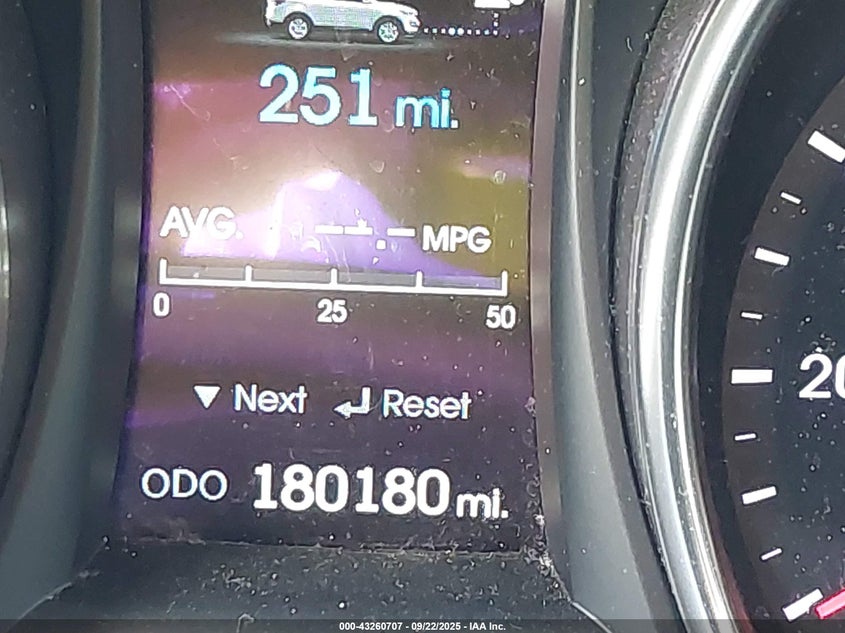 251 mi.
AVG. --.- MPG
0 25 50
▼ Next ↵ Reset
ODO 180180 mi.
000-43260707 - 09/22/2025 - IAA Inc.